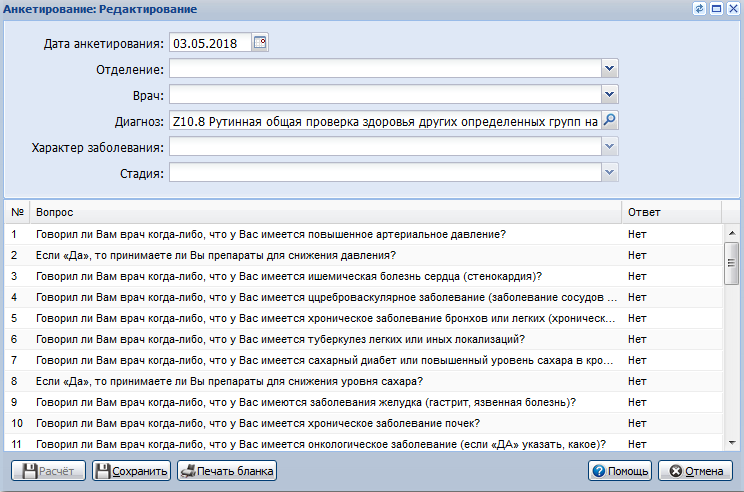 Анкетирование: Редактирование
Дата анкетирования: 03.05.2018
Отделение:
Врач:
Диагноз: Z10.8 Рутинная общая проверка здоровья других определенных групп на
Характер заболевания:
Стадия:
№ Вопрос Ответ
1 Говорил ли Вам врач когда-либо, что у Вас имеется повышенное артериальное давление? Нет
2 Если «Да», то принимаете ли Вы препараты для снижения давления? Нет
3 Говорил ли Вам врач когда-либо, что у Вас имеется ишемическая болезнь сердца (стенокардия)? Нет
4 Говорил ли Вам врач когда-либо, что у Вас имеется ццреброваскулярное заболевание (заболевание сосудов ... Нет
5 Говорил ли Вам врач когда-либо, что у Вас имеется хроническое заболевание бронхов или легких (хроническ... Нет
6 Говорил ли Вам врач когда-либо, что у Вас имеется туберкулез легких или иных локализаций? Нет
7 Говорил ли Вам врач когда-либо, что у Вас имеется сахарный диабет или повышенный уровень сахара в кро... Нет
8 Если «Да», то принимаете ли Вы препараты для снижения уровня сахара? Нет
9 Говорил ли Вам врач когда-либо, что у Вас имеются заболевания желудка (гастрит, язвенная болезнь)? Нет
10 Говорил ли Вам врач когда-либо, что у Вас имеется хроническое заболевание почек? Нет
11 Говорил ли Вам врач когда-либо, что у Вас имеется онкологическое заболевание (если «ДА» указать, какое)? Нет
Расчёт Сохранить Печать бланка Помощь Отмена